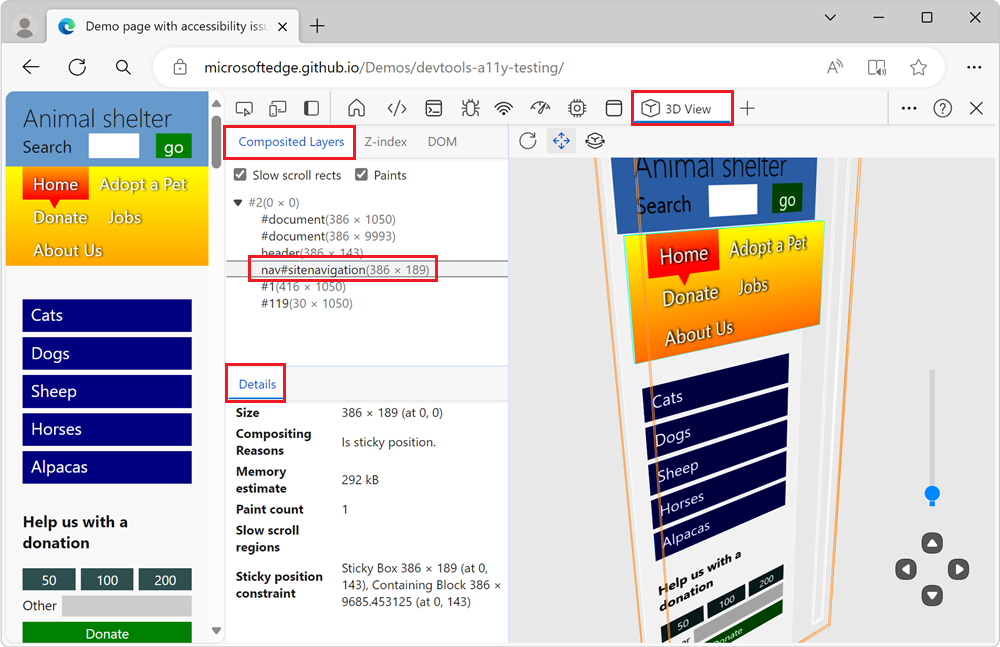 Demo page with accessibility issu
microsoftedge.github.io/Demos/devtools-a11y-testing/
Animal shelter
Search
go
Home
Adopt a Pet
Donate
Jobs
About Us
Cats
Dogs
Sheep
Horses
Alpacas
Help us with a
donation
50
100
200
Other
Donate
3D View
Composited Layers
Z-index
DOM
Slow scroll rects
Paints
#2(0 × 0)
#document(386 × 1050)
#document(386 × 9993)
header(386 × 143)
nav#sitenavigation(386 × 189)
#1(416 × 1050)
#119(30 × 1050)
Details
Size 386 × 189 (at 0, 0)
Compositing
Reasons
Is sticky position.
Memory
estimate
292 kB
Paint count 1
Slow scroll
regions
Sticky position
constraint
Sticky Box 386 × 189 (at 0,
143), Containing Block 386 ×
9685.453125 (at 0, 143)
Animal shelter
Search
go
Home
Adopt a Pet
Donate
Jobs
About Us
Cats
Dogs
Sheep
Horses
Alpacas
Help us with a
donation
50
100
200
Donate